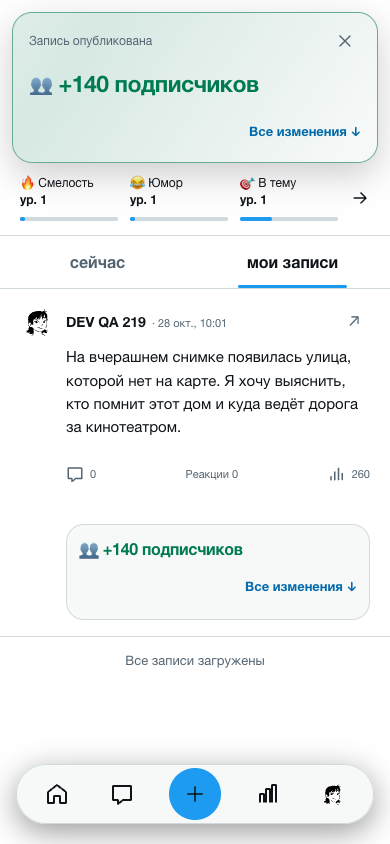 Запись опубликована
👥 +140 подписчиков
Все изменения ↓
🔥 Смелость
ур. 1
😂 Юмор
ур. 1
🎯 В тему
ур. 1
сейчас
мои записи
DEV QA 219 · 28 окт., 10:01
На вчерашнем снимке появилась улица,
которой нет на карте. Я хочу выяснить,
кто помнит этот дом и куда ведёт дорога
за кинотеатром.
0
Реакции 0
260
👥 +140 подписчиков
Все изменения ↓
Все записи загружены